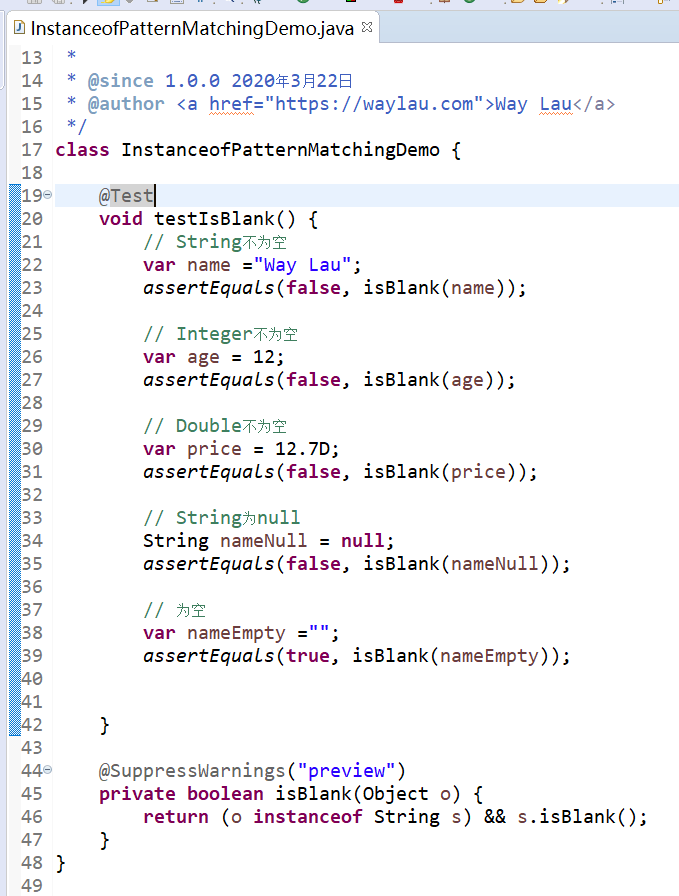 InstanceofPatternMatchingDemo.java
13 *
14 * @since 1.0.0 2020年3月22日
15 * @author <a href="https://waylau.com">Way Lau</a>
16 */
17 class InstanceofPatternMatchingDemo {
18
19 @Test
20 void testIsBlank() {
21 // String不为空
22 var name ="Way Lau";
23 assertEquals(false, isBlank(name));
24
25 // Integer不为空
26 var age = 12;
27 assertEquals(false, isBlank(age));
28
29 // Double不为空
30 var price = 12.7D;
31 assertEquals(false, isBlank(price));
32
33 // String为null
34 String nameNull = null;
35 assertEquals(false, isBlank(nameNull));
36
37 // 为空
38 var nameEmpty ="";
39 assertEquals(true, isBlank(nameEmpty));
40
41
42 }
43
44 @SuppressWarnings("preview")
45 private boolean isBlank(Object o) {
46 return (o instanceof String s) && s.isBlank();
47 }
48 }
49